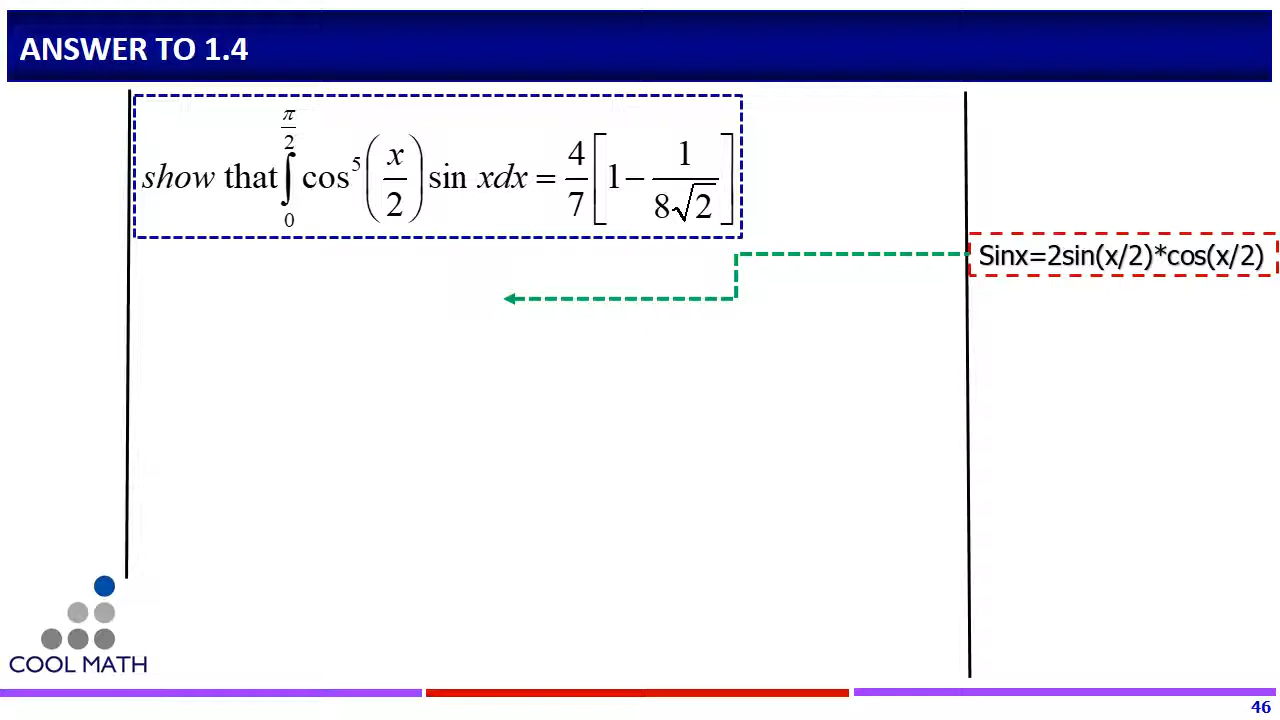 ANSWER TO 1.4
show that ∫₀^(π/2) cos⁵(x/2) sin xdx = 4/7[1 − 1/(8√2)]
Sinx=2sin(x/2)*cos(x/2)
COOL MATH
46